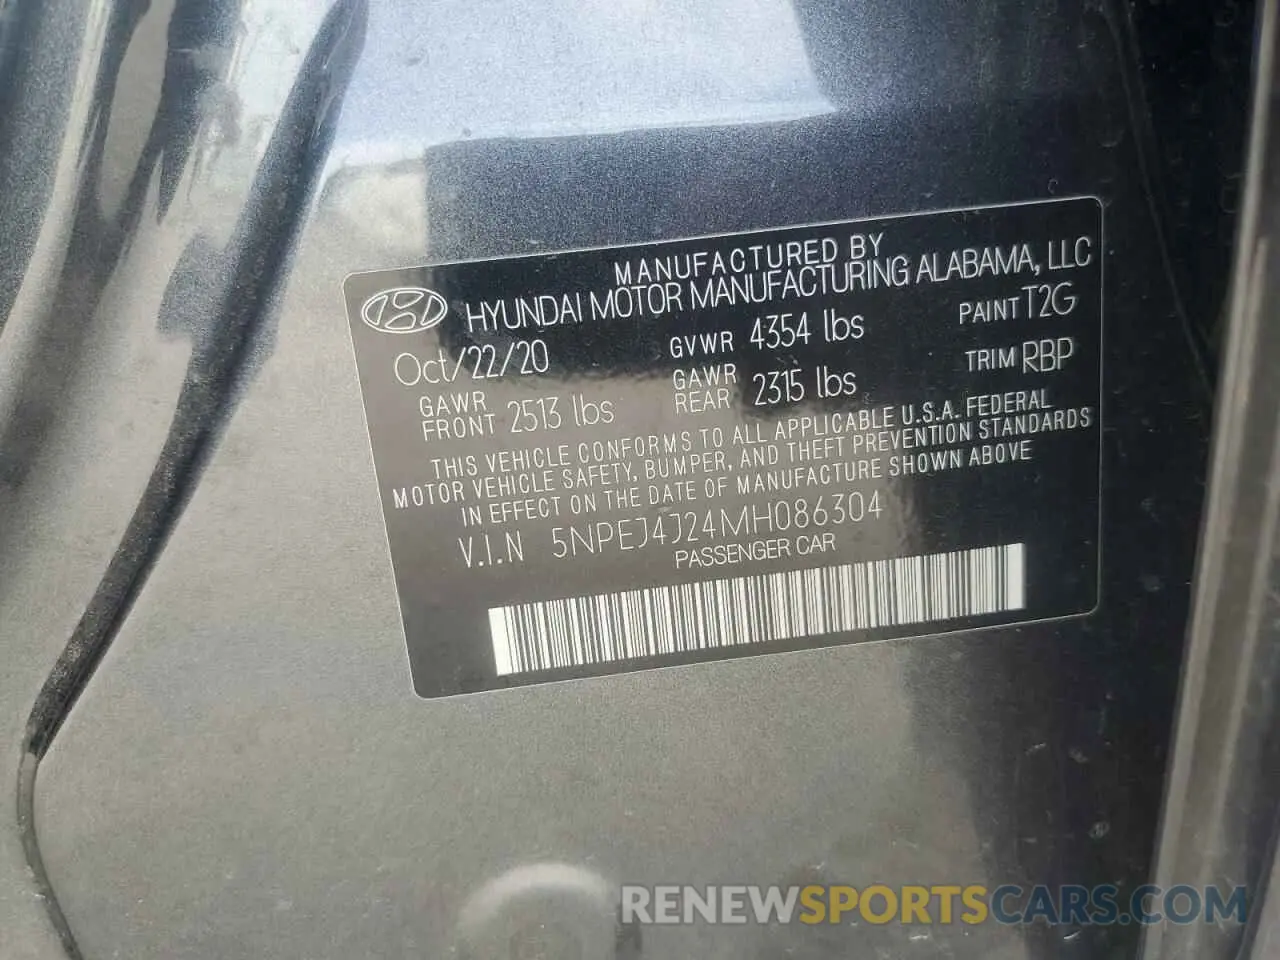 MANUFACTURED BY
HYUNDAI MOTOR MANUFACTURING ALABAMA, LLC
Oct/22/20 GVWR 4354 lbs PAINT T2G
GAWR FRONT 2513 lbs GAWR REAR 2315 lbs TRIM RBP
THIS VEHICLE CONFORMS TO ALL APPLICABLE U.S.A. FEDERAL
MOTOR VEHICLE SAFETY, BUMPER, AND THEFT PREVENTION STANDARDS
IN EFFECT ON THE DATE OF MANUFACTURE SHOWN ABOVE
V.I.N 5NPEJ4J24MH086304
PASSENGER CAR
RENEWSPORTSCARS.COM